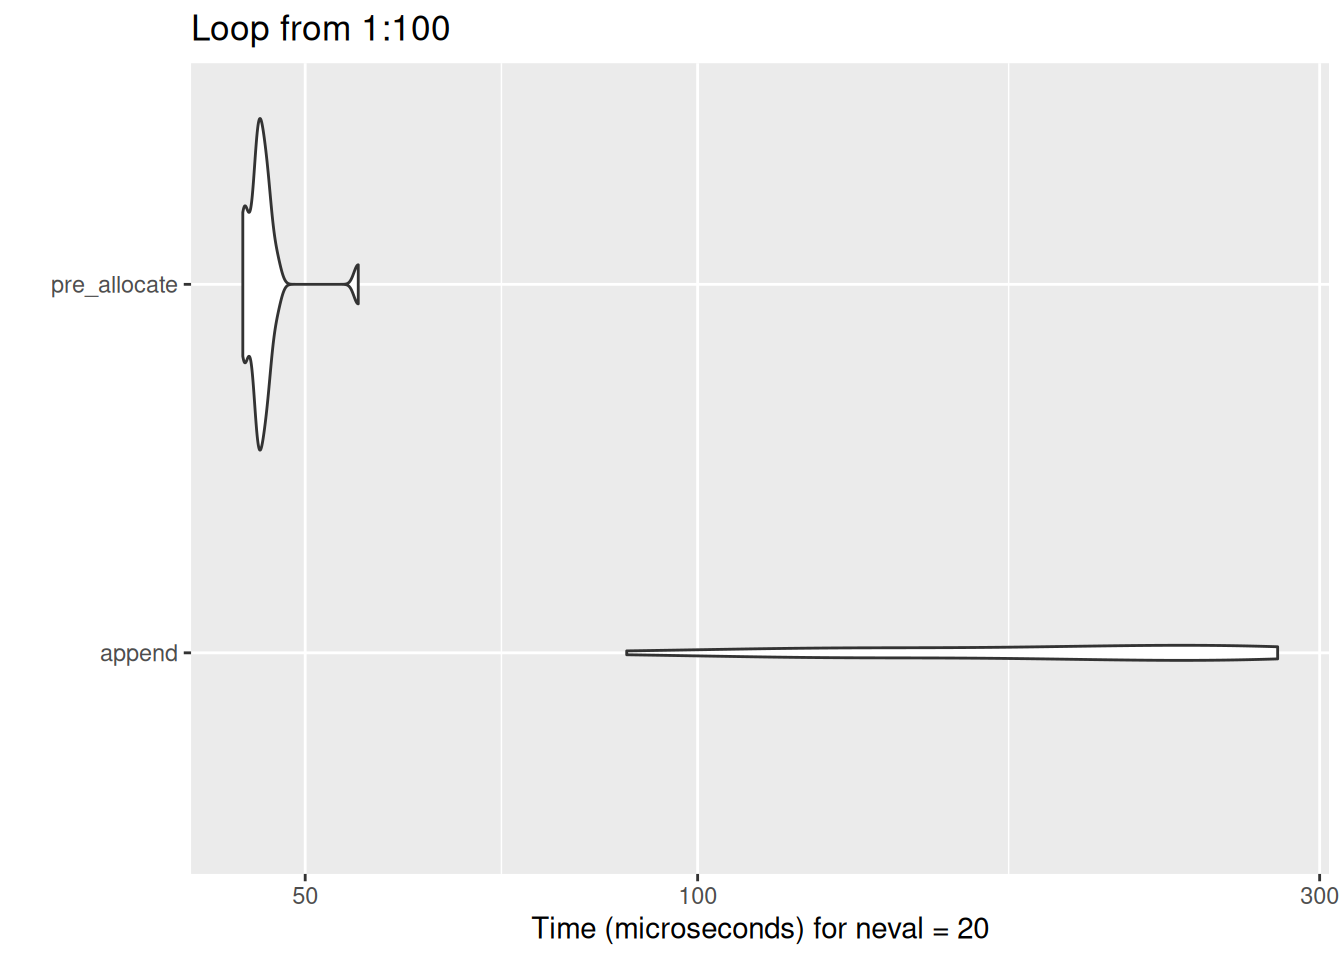 Loop from 1:100
pre_allocate
append
50
100
300
Time (microseconds) for neval = 20